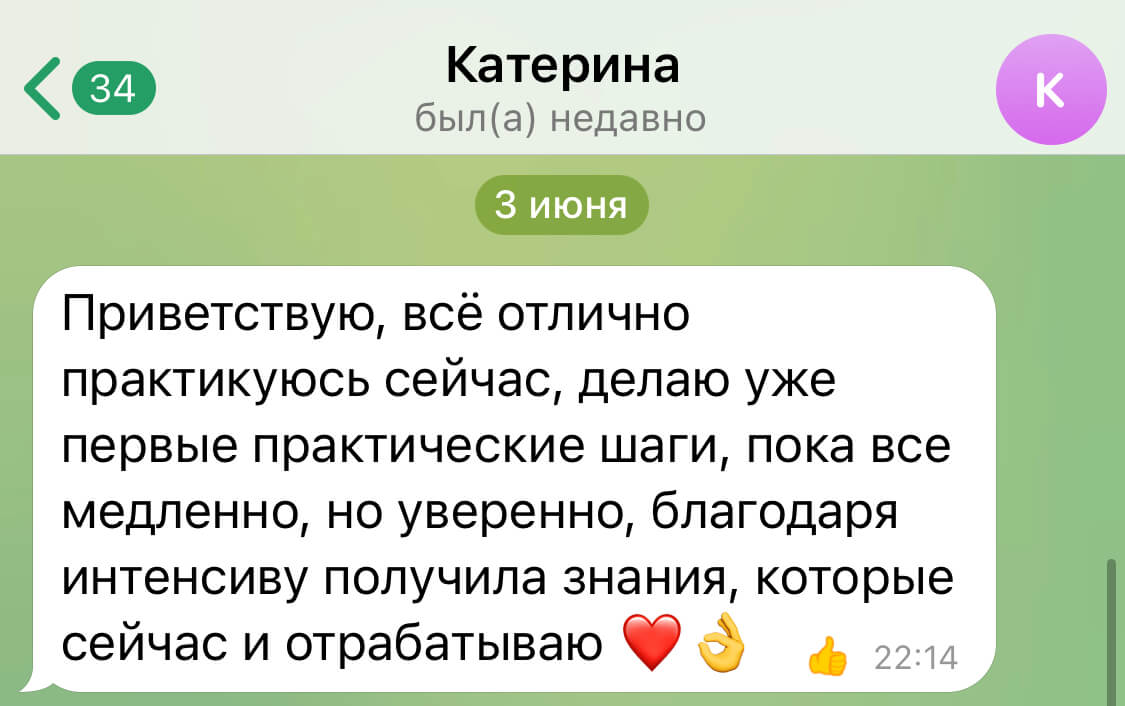 34
Катерина
был(а) недавно
К
3 июня
Приветствую, всё отлично
практикуюсь сейчас, делаю уже
первые практические шаги, пока все
медленно, но уверенно, благодаря
интенсиву получила знания, которые
сейчас и отрабатываю ❤️👌 👍 22:14